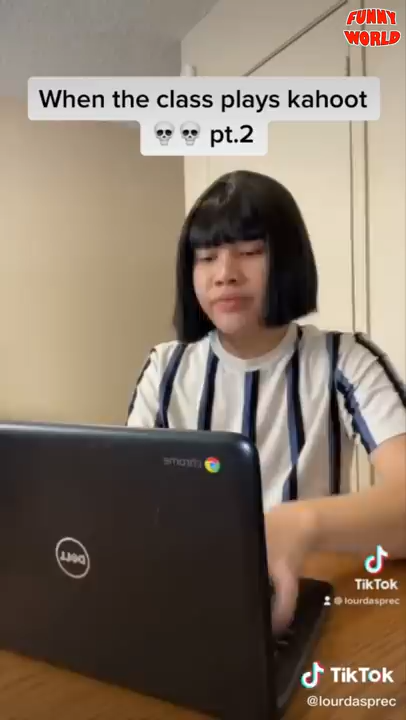 FUNNY
WORLD
When the class plays kahoot
💀💀 pt.2
chrome
DELL
TikTok
@lourdasprec
TikTok
@lourdasprec